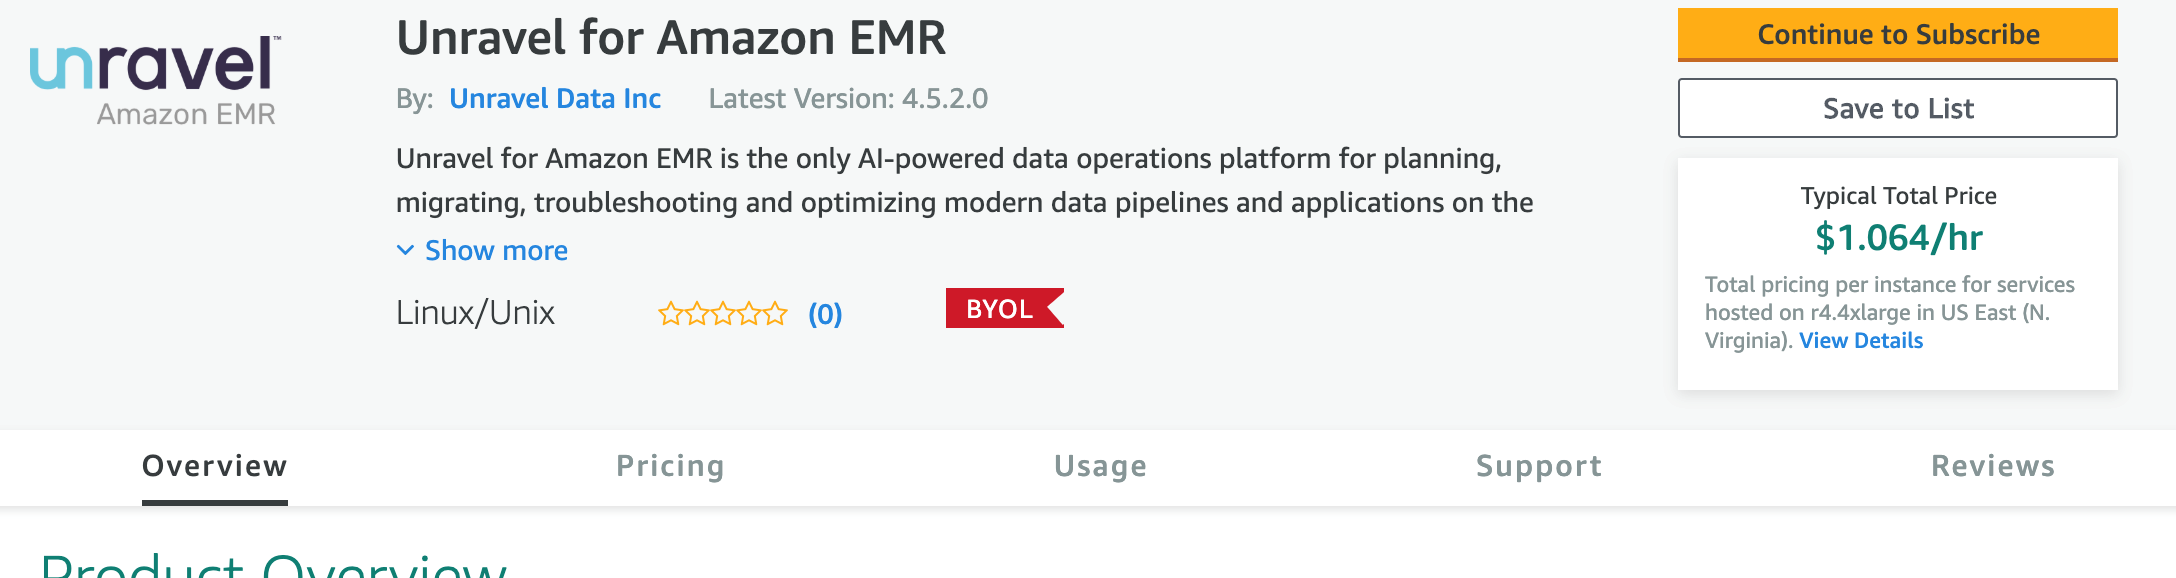 unravel™
Amazon EMR
Unravel for Amazon EMR
By: Unravel Data Inc Latest Version: 4.5.2.0
Unravel for Amazon EMR is the only AI-powered data operations platform for planning,
migrating, troubleshooting and optimizing modern data pipelines and applications on the
Show more
Linux/Unix (0) BYOL
Continue to Subscribe
Save to List
Typical Total Price
$1.064/hr
Total pricing per instance for services
hosted on r4.4xlarge in US East (N.
Virginia). View Details
Overview Pricing Usage Support Reviews
Product Overview